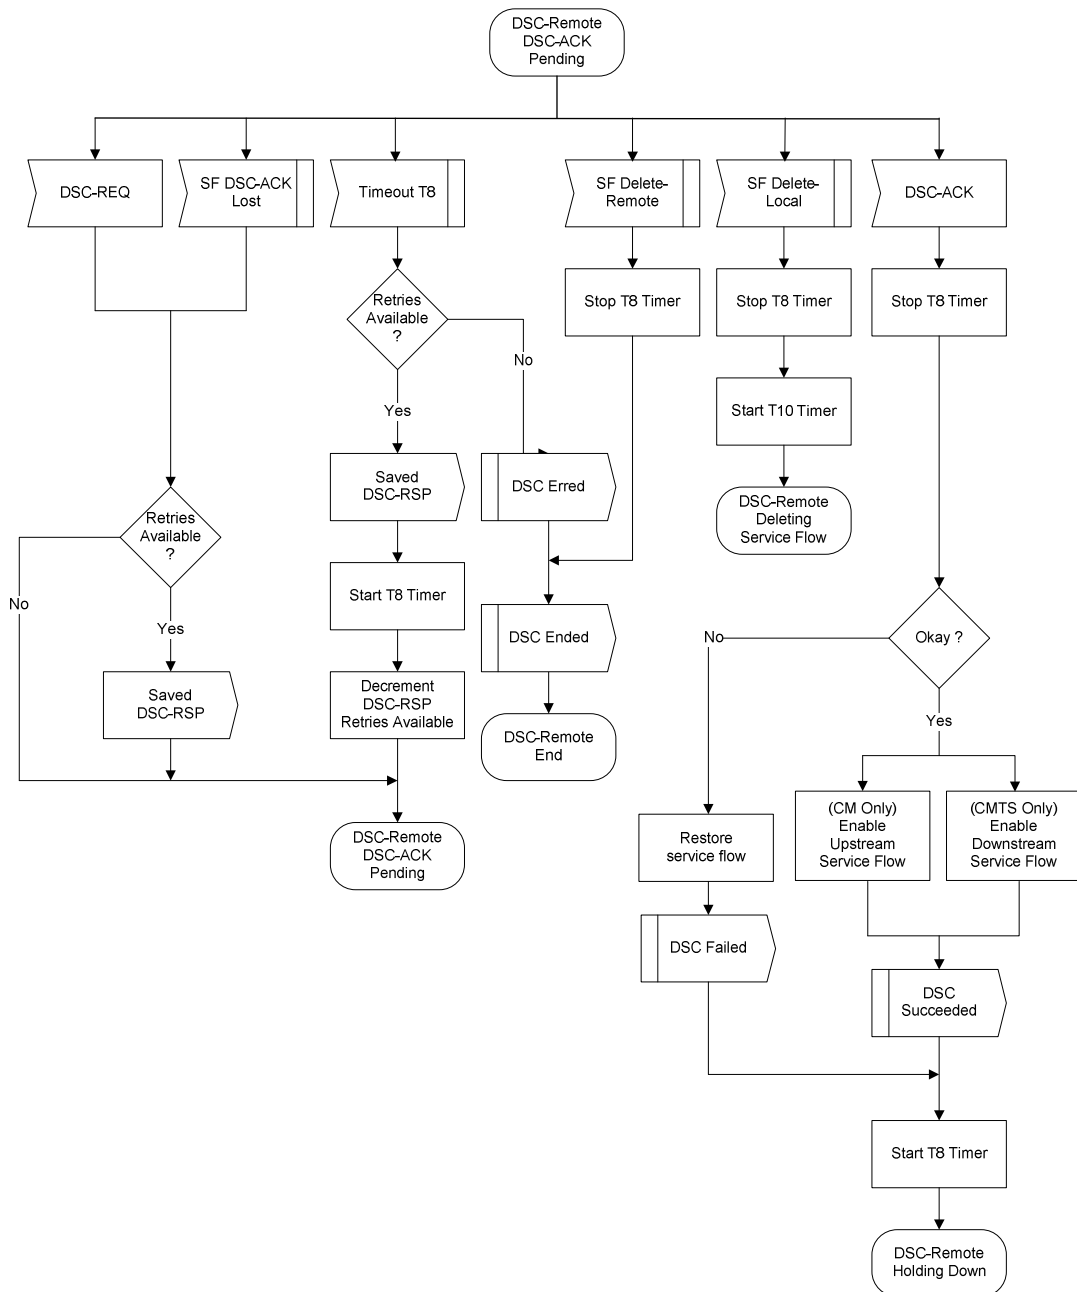 DSC-Remote
DSC-ACK
Pending
DSC-REQ
SF DSC-ACK
Lost
Timeout T8
SF Delete-
Remote
SF Delete-
Local
DSC-ACK
Retries
Available
?
Stop T8 Timer
Stop T8 Timer
Stop T8 Timer
No
Yes
Start T10 Timer
Saved
DSC-RSP
DSC Erred
DSC-Remote
Deleting
Service Flow
Retries
Available
?
No
Yes
Start T8 Timer
DSC Ended
Okay ?
No
Yes
Saved
DSC-RSP
Decrement
DSC-RSP
Retries Available
DSC-Remote
End
DSC-Remote
DSC-ACK
Pending
Restore
service flow
(CM Only)
Enable
Upstream
Service Flow
(CMTS Only)
Enable
Downstream
Service Flow
DSC Failed
DSC
Succeeded
Start T8 Timer
DSC-Remote
Holding Down